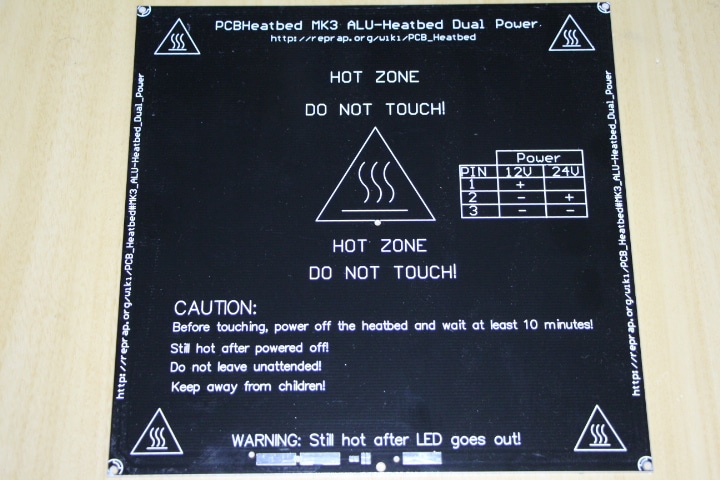 PCBHeatbed MK3 ALU-Heatbed Dual Power
http://reprap.org/wiki/PCB_Heatbed
HOT ZONE
DO NOT TOUCH!
Power
PIN 12V 24V
1 +
2 - +
3 - -
HOT ZONE
DO NOT TOUCH!
CAUTION:
Before touching, power off the heatbed and wait at least 10 minutes!
Still hot after powered off!
Do not leave unattended!
Keep away from children!
WARNING: Still hot after LED goes out!
http://reprap.org/wiki/PCB_Heatbed#MK3_ALU-Heatbed_Dual_Power
http://reprap.org/wiki/PCB_Heatbed#MK3_ALU-Heatbed_Dual_Power